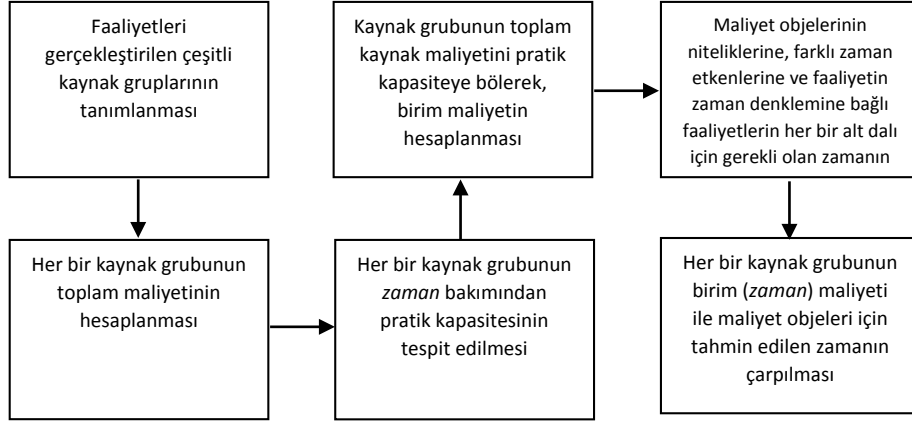 Faaliyetleri
gerçekleştirilen çeşitli
kaynak gruplarının
tanımlanması
Her bir kaynak grubunun
toplam maliyetinin
hesaplanması
Her bir kaynak grubunun
zaman bakımından
pratik kapasitesinin
tespit edilmesi
Kaynak grubunun toplam
kaynak maliyetini pratik
kapasiteye bölerek,
birim maliyetin
hesaplanması
Maliyet objelerinin
niteliklerine, farklı zaman
etkenlerine ve faaliyetin
zaman denklemine bağlı
faaliyetlerin her bir alt dalı
için gerekli olan zamanın
Her bir kaynak grubunun
birim (zaman) maliyeti
ile maliyet objeleri için
tahmin edilen zamanın
çarpılması